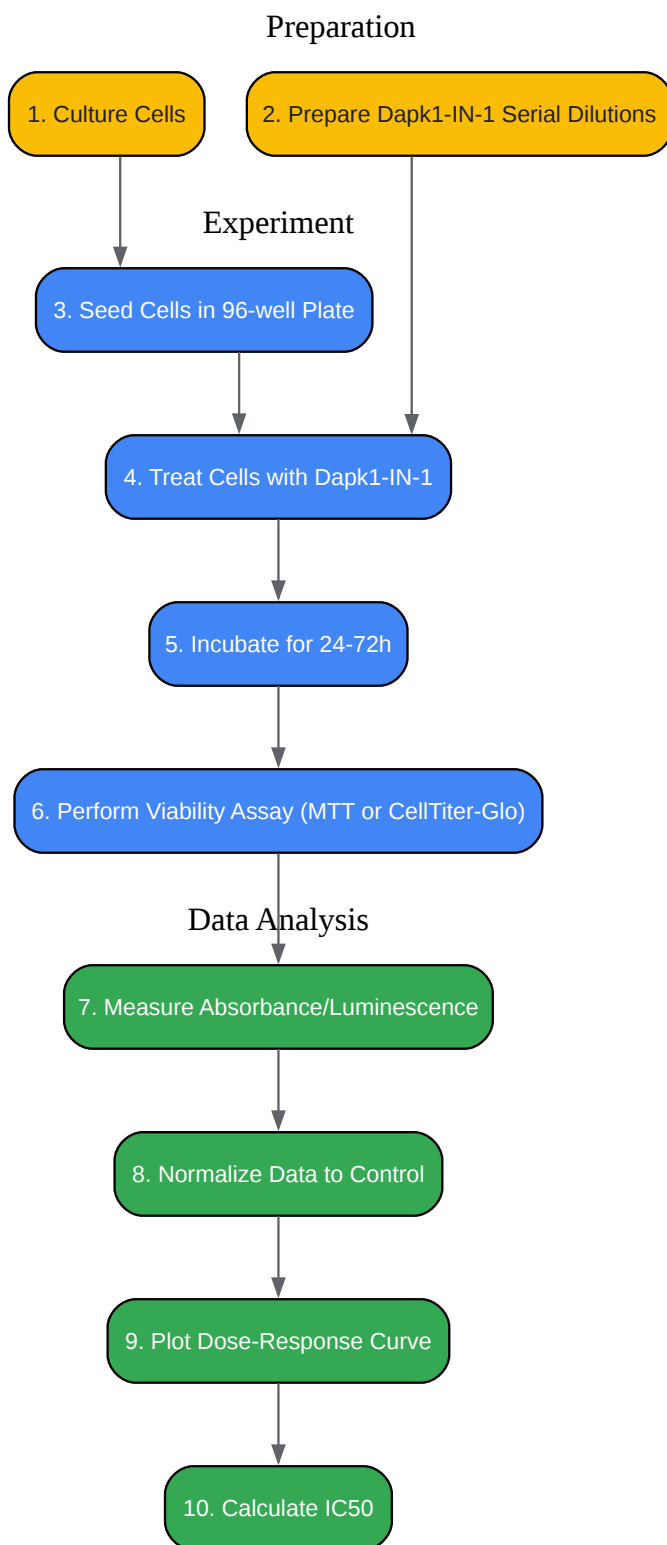 Preparation
1. Culture Cells
2. Prepare Dapk1-IN-1 Serial Dilutions
Experiment
3. Seed Cells in 96-well Plate
4. Treat Cells with Dapk1-IN-1
5. Incubate for 24-72h
6. Perform Viability Assay (MTT or CellTiter-Glo)
Data Analysis
7. Measure Absorbance/Luminescence
8. Normalize Data to Control
9. Plot Dose-Response Curve
10. Calculate IC50